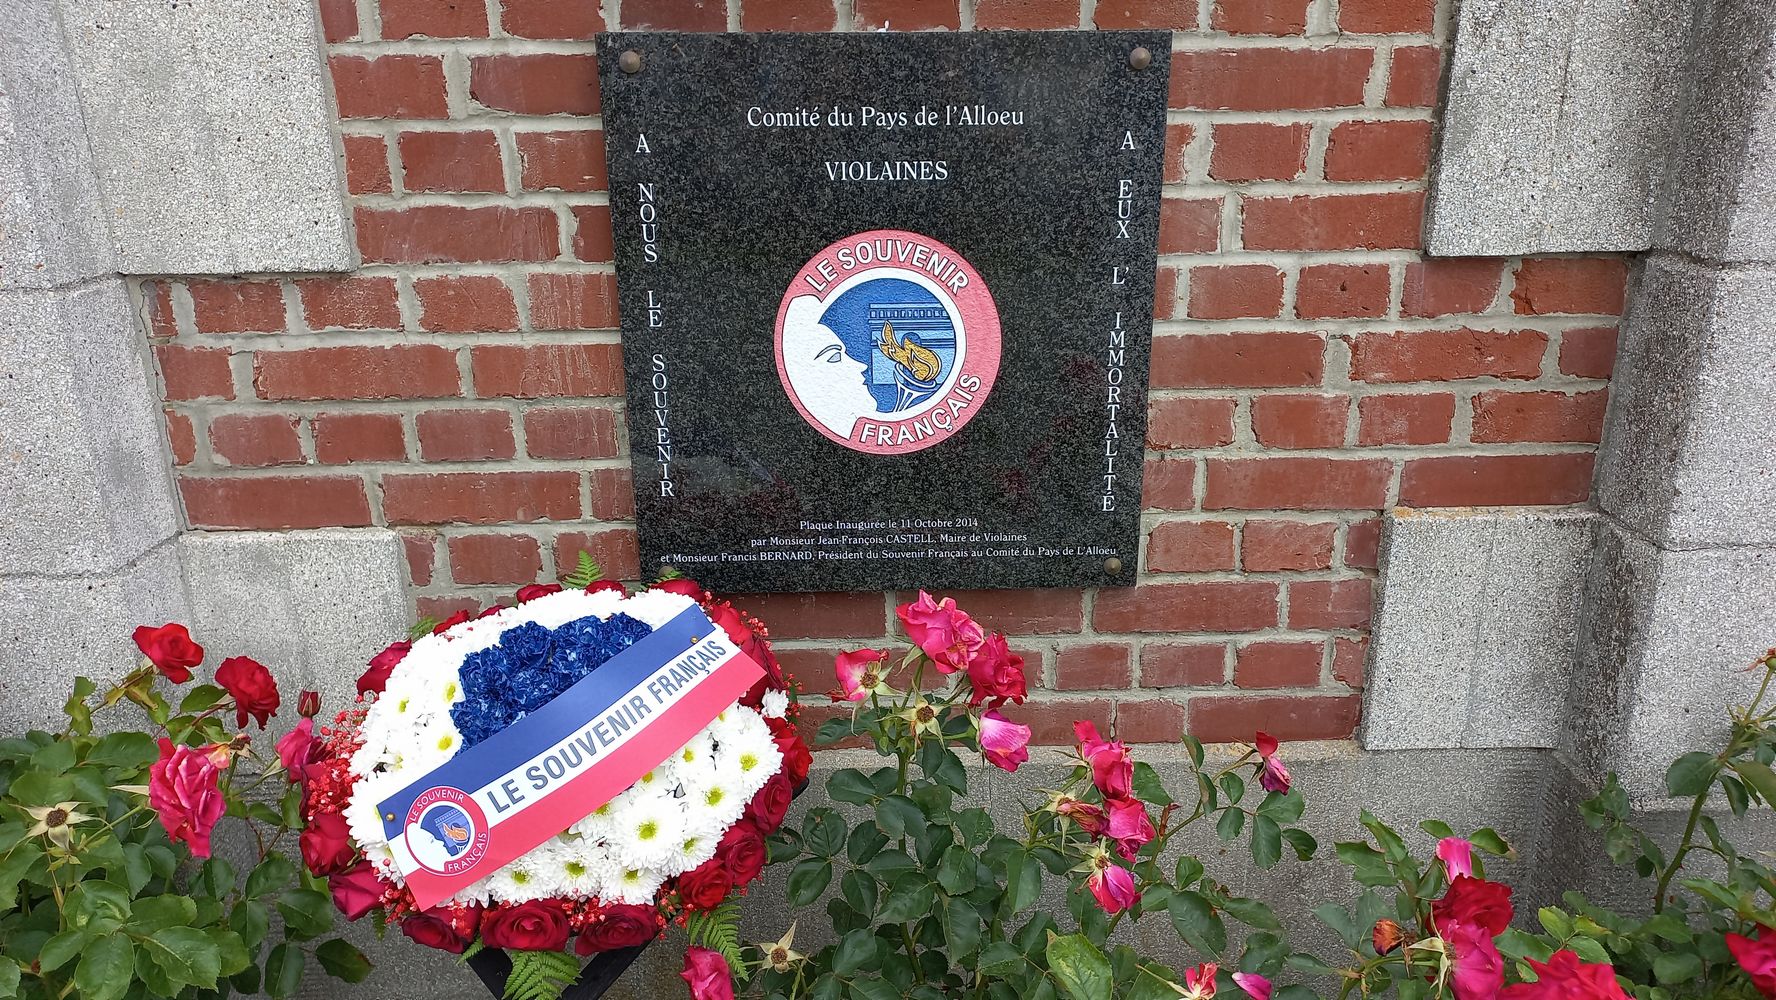 Comité du Pays de l'Alloeu
VIOLAINES
A NOUS LE SOUVENIR
A EUX L' IMMORTALITÉ
LE SOUVENIR
FRANÇAIS
Plaque Inaugurée le 11 Octobre 2014
par Monsieur Jean-François CASTELL, Maire de Violaines
et Monsieur Francis BERNARD, Président du Souvenir Français au Comité du Pays de L'Alloeu
LE SOUVENIR FRANÇAIS
LE SOUVENIR
FRANÇAIS